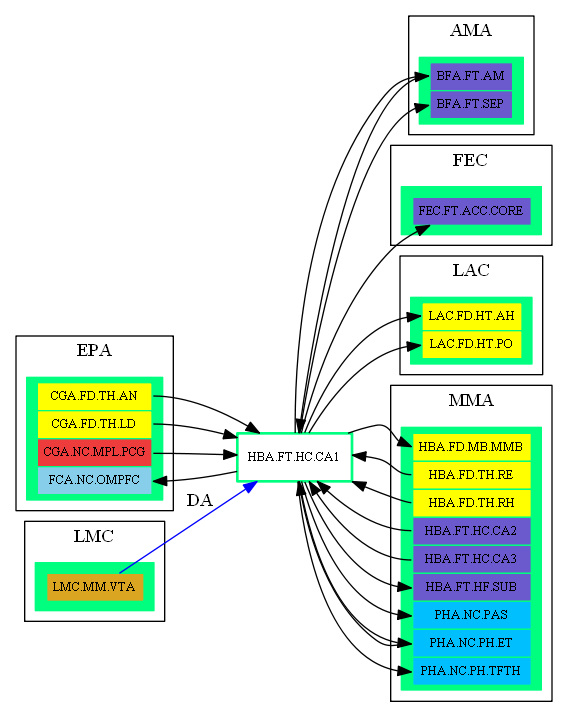 AMA
BFA.FT.AM
BFA.FT.SEP
FEC
FEC.FT.ACC.CORE
LAC
LAC.FD.HT.AH
LAC.FD.HT.PO
EPA
CGA.FD.TH.AN
CGA.FD.TH.LD
CGA.NC.MPL.PCG
FCA.NC.OMPFC
HBA.FT.HC.CA1
DA
LMC
LMC.MM.VTA
MMA
HBA.FD.MB.MMB
HBA.FD.TH.RE
HBA.FD.TH.RH
HBA.FT.HC.CA2
HBA.FT.HC.CA3
HBA.FT.HF.SUB
PHA.NC.PAS
PHA.NC.PH.ET
PHA.NC.PH.TFTH